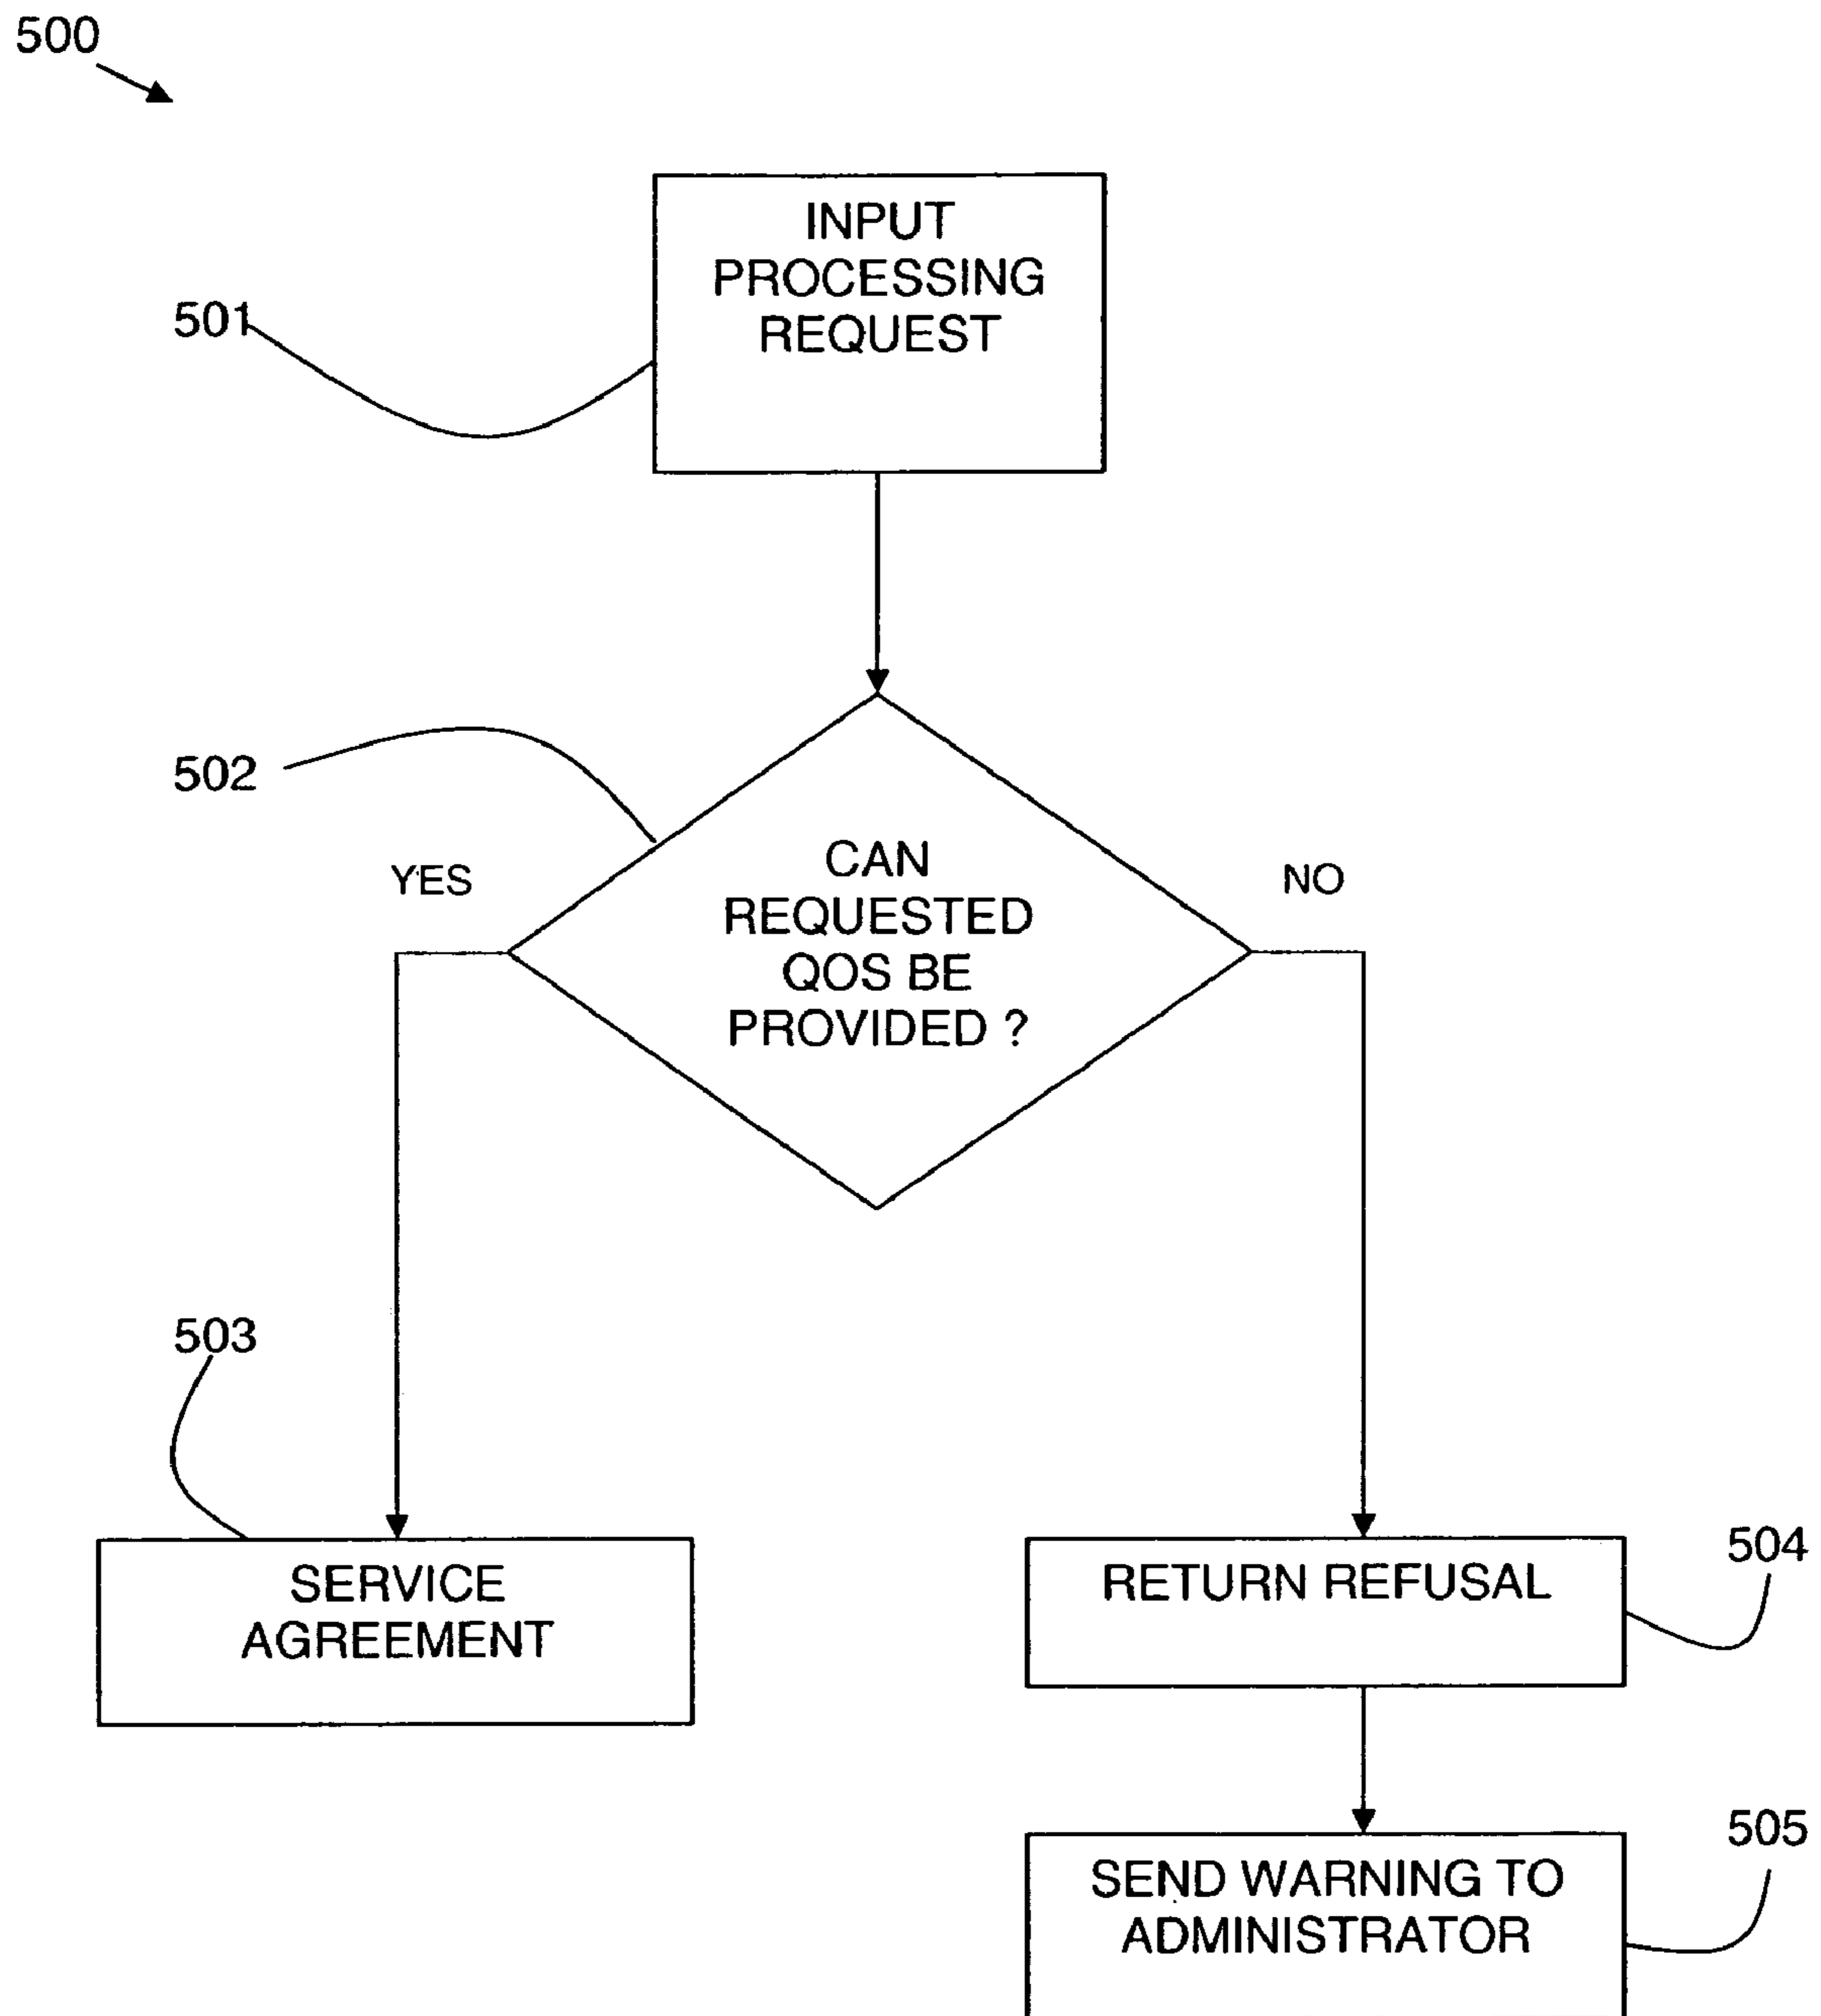 500
INPUT
PROCESSING
REQUEST
501
502
YES
CAN
REQUESTED
QOS BE
PROVIDED ?
NO
503
SERVICE
AGREEMENT
RETURN REFUSAL
504
505
SEND WARNING TO
ADMINISTRATOR